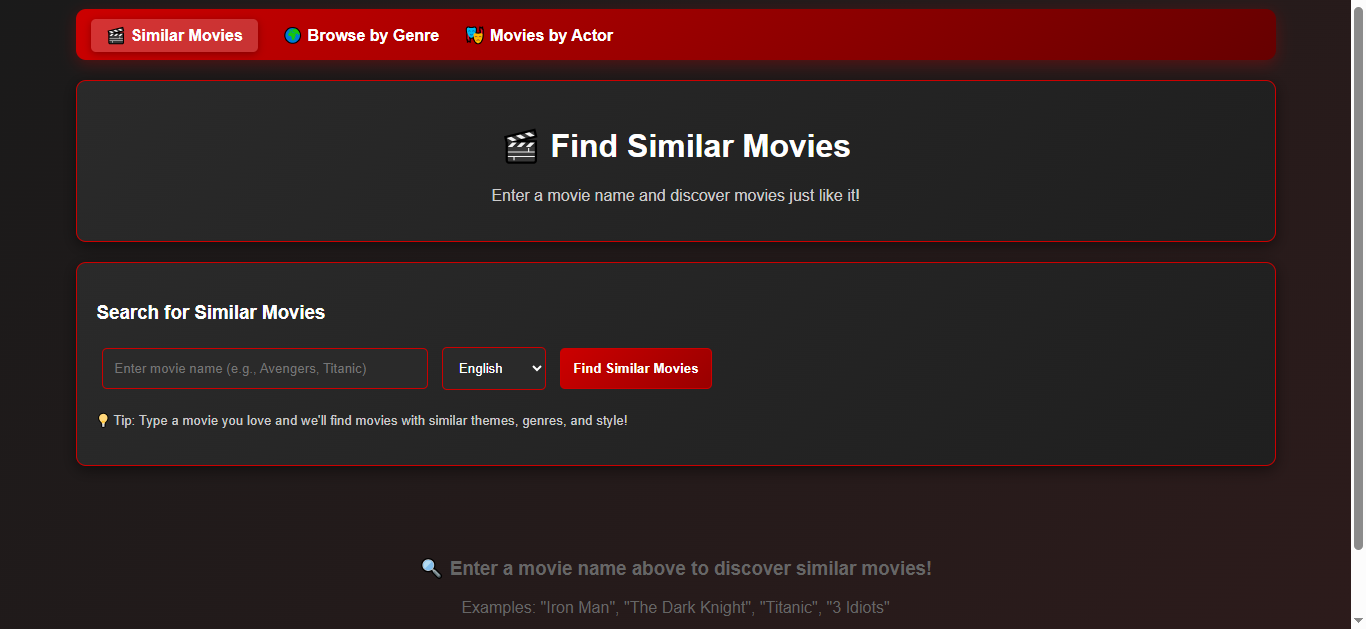 Similar Movies Browse by Genre Movies by Actor
Find Similar Movies
Enter a movie name and discover movies just like it!
Search for Similar Movies
Enter movie name (e.g., Avengers, Titanic) English Find Similar Movies
Tip: Type a movie you love and we'll find movies with similar themes, genres, and style!
Enter a movie name above to discover similar movies!
Examples: "Iron Man", "The Dark Knight", "Titanic", "3 Idiots"